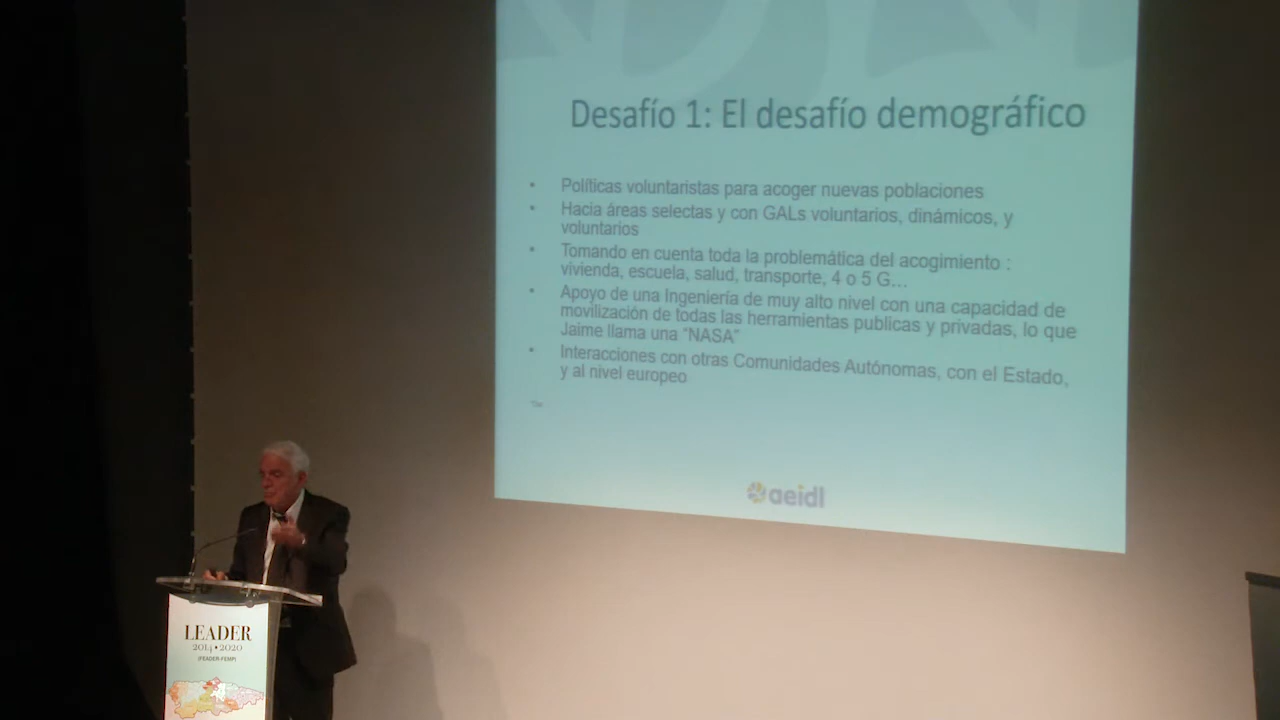 Desafío 1: El desafío demográfico
• Políticas voluntaristas para acoger nuevas poblaciones
• Hacia áreas selectas y con GALs voluntarios, dinámicos, y
voluntarios
• Tomando en cuenta toda la problemática del acogimiento :
vivienda, escuela, salud, transporte, 4 o 5 G...
• Apoyo de una Ingeniería de muy alto nivel con una capacidad de
movilización de todas las herramientas publicas y privadas, lo que
Jaime llama una "NASA"
• Interacciones con otras Comunidades Autónomas, con el Estado,
y al nivel europeo
aeidl
LEADER
2014•2020
(FEADER-FEMP)